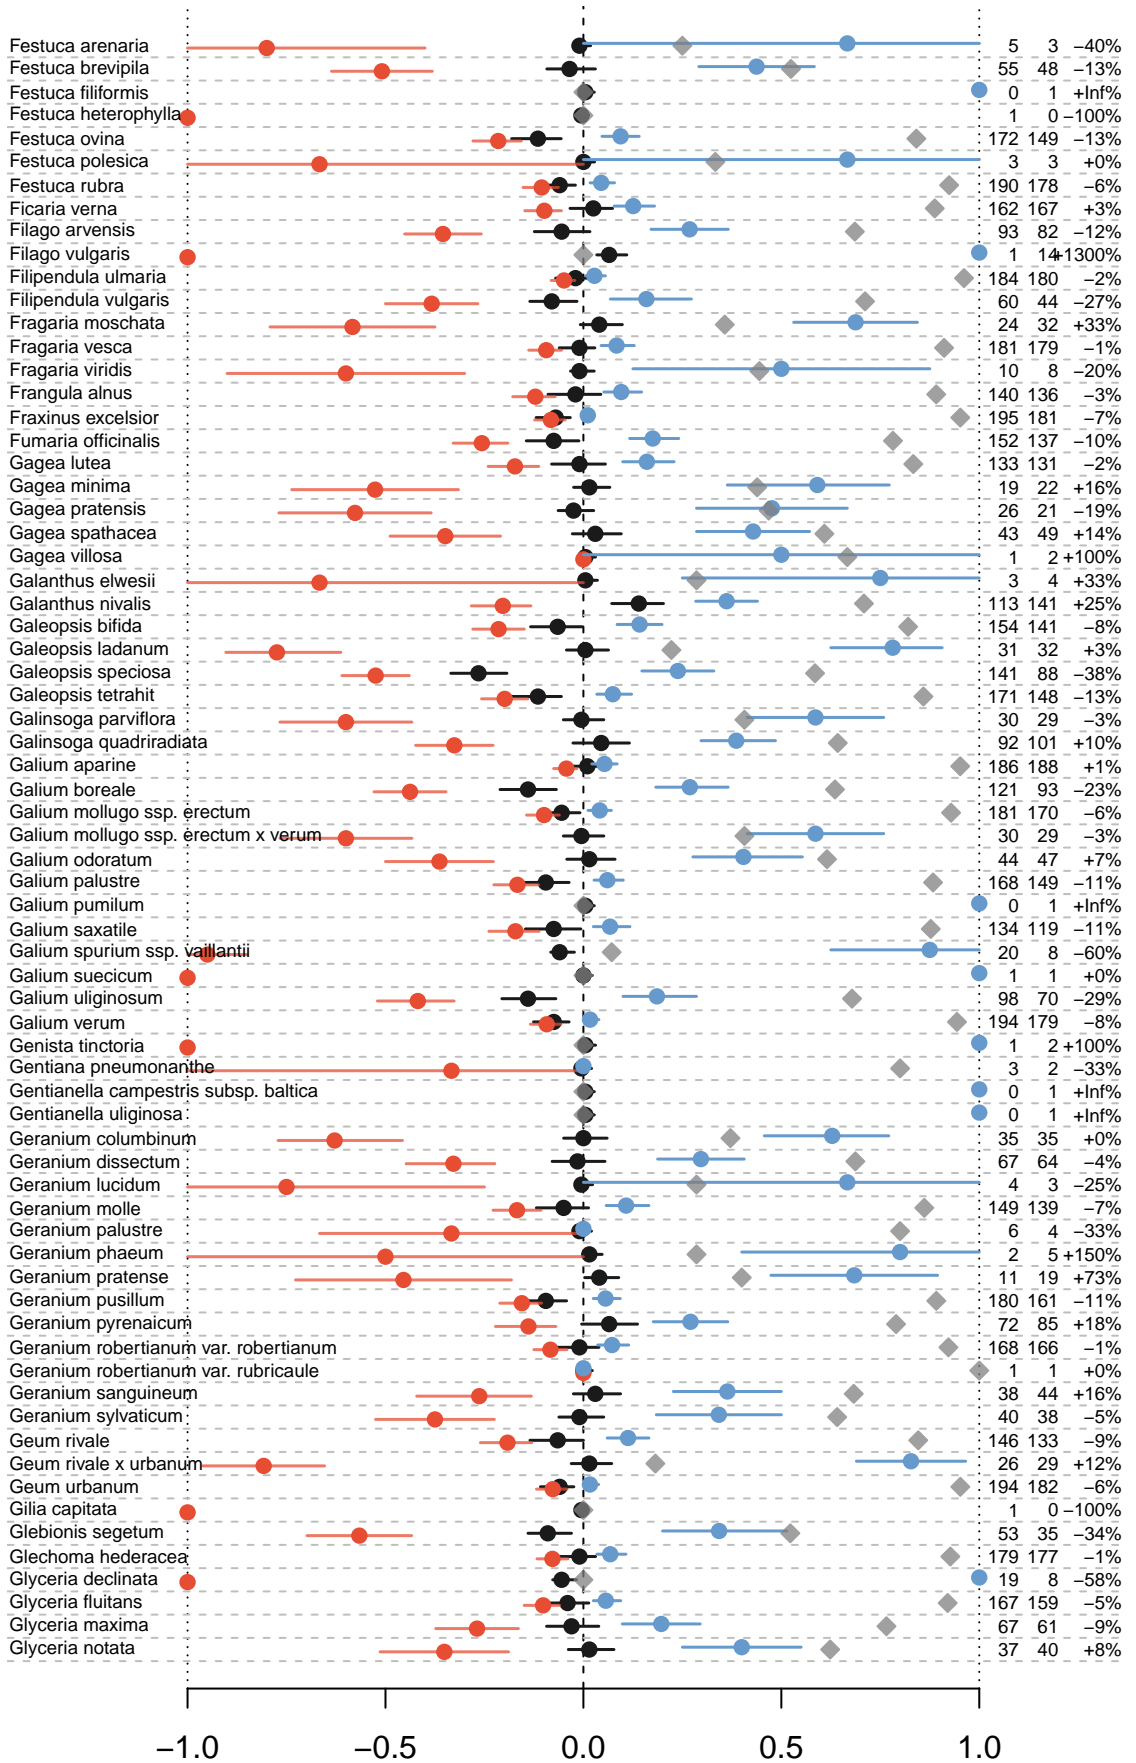 Festuca arenaria 5 3 −40%
Festuca brevipila 55 48 −13%
Festuca filiformis 0 1 +Inf%
Festuca heterophylla 1 0 −100%
Festuca ovina 172 149 −13%
Festuca polesica 3 3 +0%
Festuca rubra 190 178 −6%
Ficaria verna 162 167 +3%
Filago arvensis 93 82 −12%
Filago vulgaris 1 14 +1300%
Filipendula ulmaria 184 180 −2%
Filipendula vulgaris 60 44 −27%
Fragaria moschata 24 32 +33%
Fragaria vesca 181 179 −1%
Fragaria viridis 10 8 −20%
Frangula alnus 140 136 −3%
Fraxinus excelsior 195 181 −7%
Fumaria officinalis 152 137 −10%
Gagea lutea 133 131 −2%
Gagea minima 19 22 +16%
Gagea pratensis 26 21 −19%
Gagea spathacea 43 49 +14%
Gagea villosa 1 2 +100%
Galanthus elwesii 3 4 +33%
Galanthus nivalis 113 141 +25%
Galeopsis bifida 154 141 −8%
Galeopsis ladanum 31 32 +3%
Galeopsis speciosa 141 88 −38%
Galeopsis tetrahit 171 148 −13%
Galinsoga parviflora 30 29 −3%
Galinsoga quadriradiata 92 101 +10%
Galium aparine 186 188 +1%
Galium boreale 121 93 −23%
Galium mollugo ssp. erectum 181 170 −6%
Galium mollugo ssp. erectum x verum 30 29 −3%
Galium odoratum 44 47 +7%
Galium palustre 168 149 −11%
Galium pumilum 0 1 +Inf%
Galium saxatile 134 119 −11%
Galium spurium ssp. vaillantii 20 8 −60%
Galium suecicum 1 1 +0%
Galium uliginosum 98 70 −29%
Galium verum 194 179 −8%
Genista tinctoria 1 2 +100%
Gentiana pneumonanthe 3 2 −33%
Gentianella campestris subsp. baltica 0 1 +Inf%
Gentianella uliginosa 0 1 +Inf%
Geranium columbinum 35 35 +0%
Geranium dissectum 67 64 −4%
Geranium lucidum 4 3 −25%
Geranium molle 149 139 −7%
Geranium palustre 6 4 −33%
Geranium phaeum 2 5 +150%
Geranium pratense 11 19 +73%
Geranium pusillum 180 161 −11%
Geranium pyrenaicum 72 85 +18%
Geranium robertianum var. robertianum 168 166 −1%
Geranium robertianum var. rubricaule 1 1 +0%
Geranium sanguineum 38 44 +16%
Geranium sylvaticum 40 38 −5%
Geum rivale 146 133 −9%
Geum rivale x urbanum 26 29 +12%
Geum urbanum 194 182 −6%
Gilia capitata 1 0 −100%
Glebionis segetum 53 35 −34%
Glechoma hederacea 179 177 −1%
Glyceria declinata 19 8 −58%
Glyceria fluitans 167 159 −5%
Glyceria maxima 67 61 −9%
Glyceria notata 37 40 +8%
−1.0 −0.5 0.0 0.5 1.0